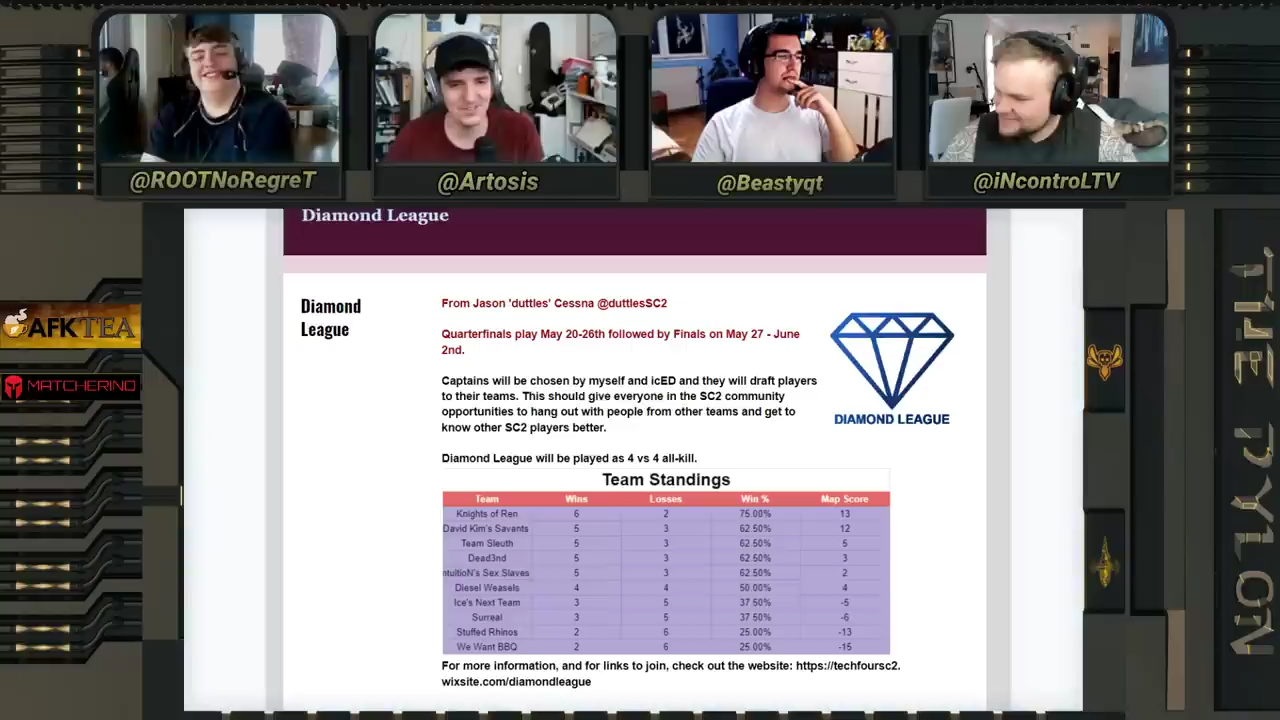 @ROOTNoRegreT
@Artosis
@Beastyqt
@iNcontroLTV
Diamond League
Diamond
League
From Jason 'duttles' Cessna @duttlesSC2
Quarterfinals play May 20-26th followed by Finals on May 27 - June
2nd.
Captains will be chosen by myself and icED and they will draft players
to their teams. This should give everyone in the SC2 community
opportunities to hang out with people from other teams and get to
know other SC2 players better.
Diamond League will be played as 4 vs 4 all-kill.
DIAMOND LEAGUE
Team Standings
Team Wins Losses Win % Map Score
Knights of Ren 6 2 75.00% 13
David Kim's Savants 5 3 62.50% 12
Team Sleuth 5 3 62.50% 5
Dead3nd 5 3 62.50% 3
ntuitioN's Sex Slaves 5 3 62.50% 2
Diesel Weasels 4 4 50.00% 4
Ice's Next Team 3 5 37.50% -5
Surreal 3 5 37.50% -6
Stuffed Rhinos 2 6 25.00% -13
We Want BBQ 2 6 25.00% -15
For more information, and for links to join, check out the website: https://techfoursc2.
wixsite.com/diamondleague
AFKTEA
MATCHERINO
THE PYLON